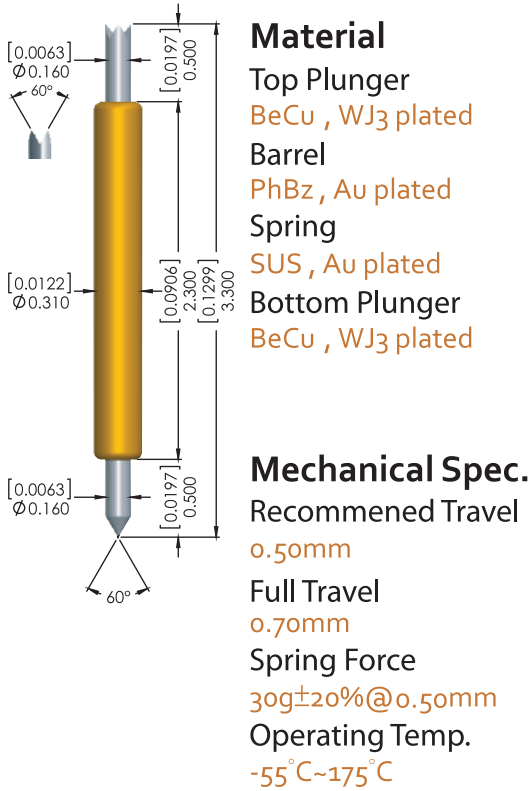 [0.0063]
Ø0.160
60°
[0.0197]
0.500
[0.0122]
Ø0.310
[0.0906]
2.300
[0.1299]
3.300
[0.0063]
Ø0.160
[0.0197]
0.500
60°
Material
Top Plunger
BeCu , WJ3 plated
Barrel
PhBz , Au plated
Spring
SUS , Au plated
Bottom Plunger
BeCu , WJ3 plated
Mechanical Spec.
Recommened Travel
0.50mm
Full Travel
0.70mm
Spring Force
30g±20%@0.50mm
Operating Temp.
-55°C~175°C